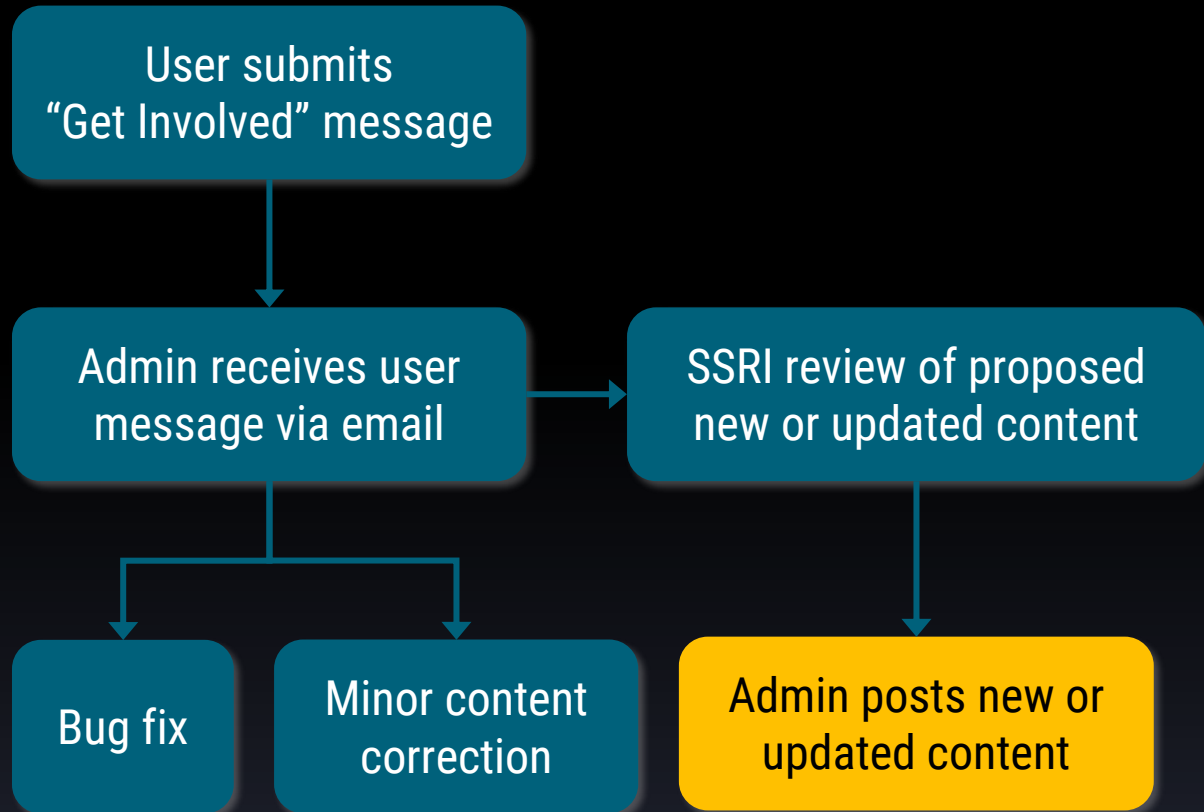 User submits
“Get Involved” message
Admin receives user
message via email
SSRI review of proposed
new or updated content
Bug fix
Minor content
correction
Admin posts new or
updated content